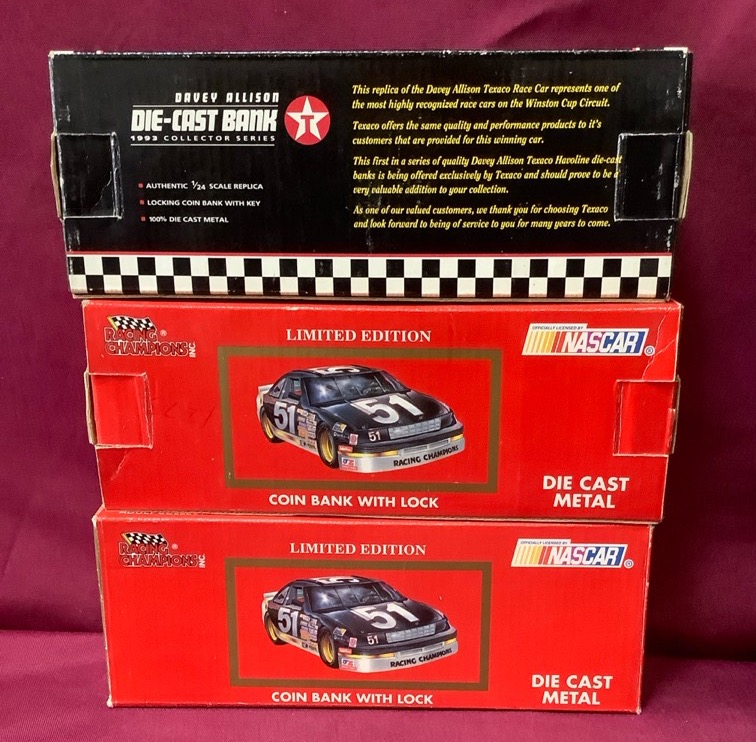 DAVEY ALLISON
DIE-CAST BANK
1993 COLLECTOR SERIES
T
AUTHENTIC 1/24 SCALE REPLICA
LOCKING COIN BANK WITH KEY
100% DIE CAST METAL
This replica of the Davey Allison Texaco Race Car represents one of
the most highly recognized race cars on the Winston Cup Circuit.
Texaco offers the same quality and performance products to it's
customers that are provided for this winning car.
This first in a series of quality Davey Allison Texaco Havoline die-cast
banks is being offered exclusively by Texaco and should prove to be a
very valuable addition to your collection.
As one of our valued customers, we thank you for choosing Texaco
and look forward to being of service to you for many years to come.
RACING ®
CHAMPIONS INC.
LIMITED EDITION
OFFICIALLY LICENSED BY
NASCAR ®
51
51
51
51
RACING CHAMPIONS
COIN BANK WITH LOCK
DIE CAST
METAL
RACING ®
CHAMPIONS INC.
LIMITED EDITION
OFFICIALLY LICENSED BY
NASCAR ®
51
51
51
51
RACING CHAMPIONS
COIN BANK WITH LOCK
DIE CAST
METAL